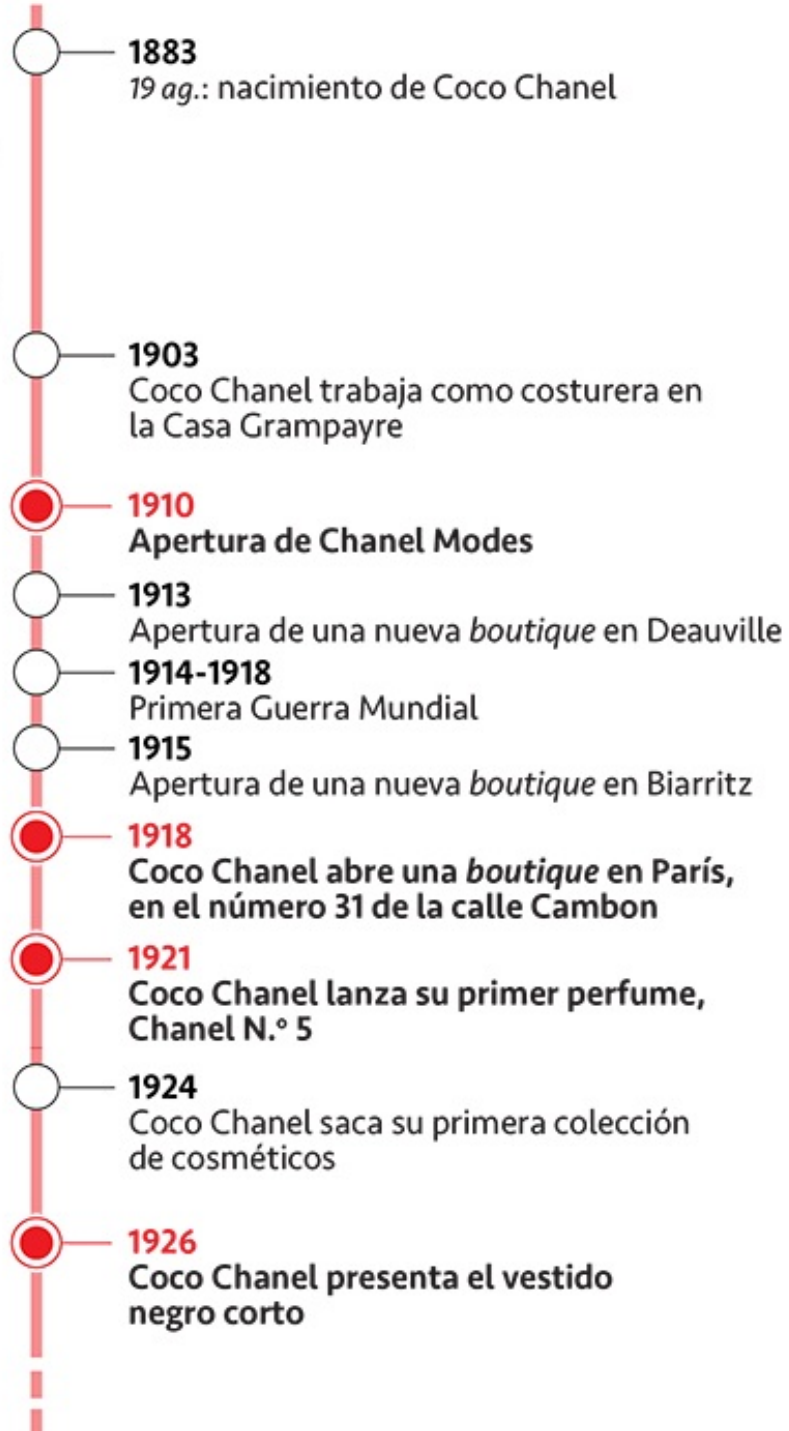 1883
19 ag.: nacimiento de Coco Chanel
1903
Coco Chanel trabaja como costurera en
la Casa Grampayre
1910
Apertura de Chanel Modes
1913
Apertura de una nueva boutique en Deauville
1914-1918
Primera Guerra Mundial
1915
Apertura de una nueva boutique en Biarritz
1918
Coco Chanel abre una boutique en París,
en el número 31 de la calle Cambon
1921
Coco Chanel lanza su primer perfume,
Chanel N.º 5
1924
Coco Chanel saca su primera colección
de cosméticos
1926
Coco Chanel presenta el vestido
negro corto